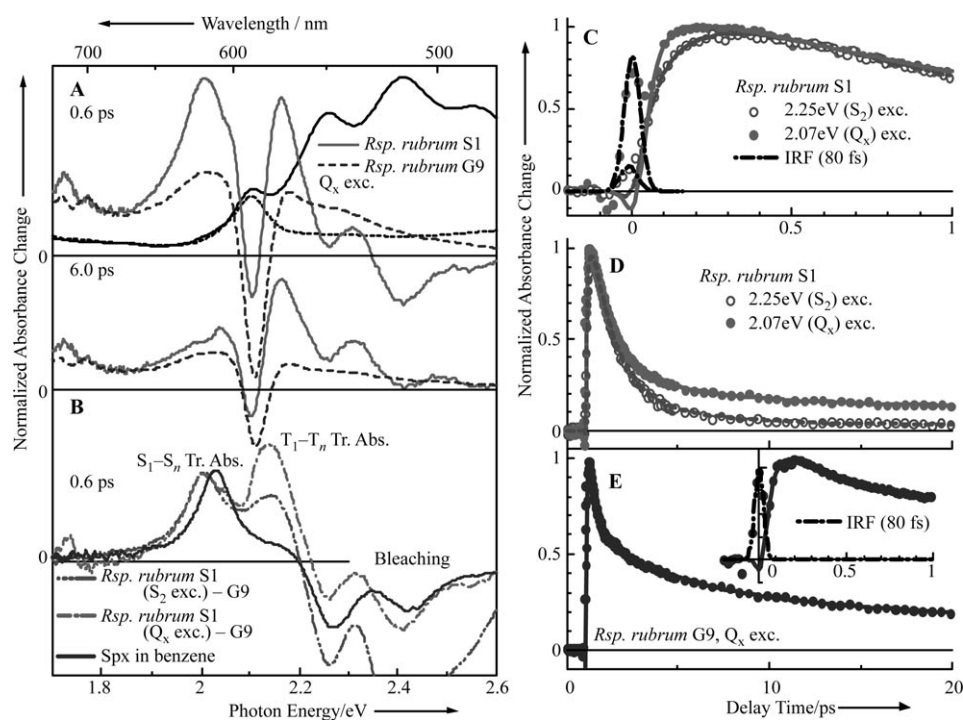 Wavelength / nm
700
600
500
A
0.6 ps
Rsp. rubrum S1
Rsp. rubrum G9
Qx exc.
0
6.0 ps
0
Normalized Absorbance Change
B
T1–Tn Tr. Abs.
S1–Sn Tr. Abs.
0.6 ps
0
Bleaching
Rsp. rubrum S1
(S2 exc.) – G9
Rsp. rubrum S1
(Qx exc.) – G9
Spx in benzene
1.8
2
2.2
2.4
2.6
Photon Energy/eV
C
1
0.5
0
Rsp. rubrum S1
2.25eV (S2) exc.
2.07eV (Qx) exc.
IRF (80 fs)
0
0.5
1
Normalized Absorbance Change
D
1
0.5
0
Rsp. rubrum S1
2.25eV (S2) exc.
2.07eV (Qx) exc.
E
1
0.5
0
IRF (80 fs)
0
0.5
1
Rsp. rubrum G9, Qx exc.
0
10
20
Delay Time/ps